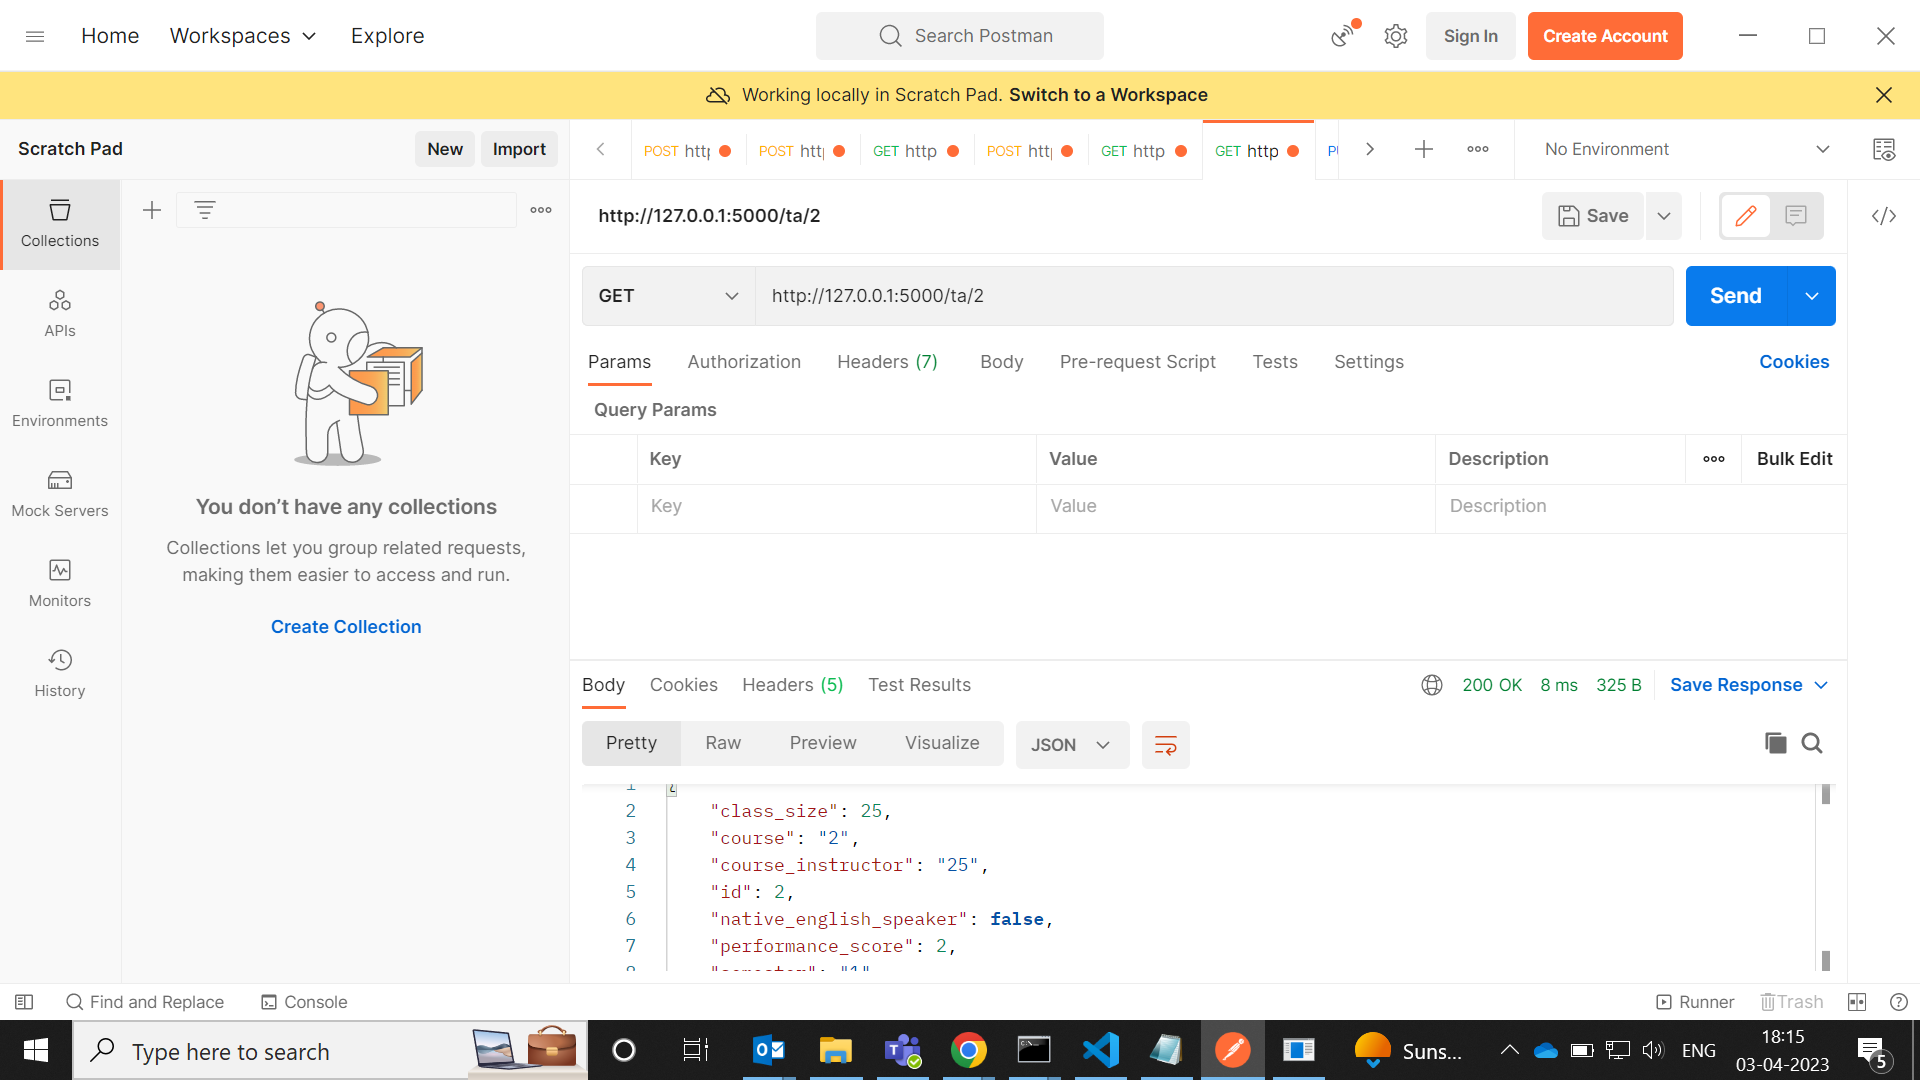 Home Workspaces Explore
Search Postman
Sign In Create Account
Working locally in Scratch Pad. Switch to a Workspace
Scratch Pad New Import
POST http
POST http
GET http
POST http
GET http
GET http
No Environment
Collections
APIs
Environments
Mock Servers
Monitors
History
You don’t have any collections
Collections let you group related requests,
making them easier to access and run.
Create Collection
http://127.0.0.1:5000/ta/2
Save
GET http://127.0.0.1:5000/ta/2 Send
Params Authorization Headers (7) Body Pre-request Script Tests Settings Cookies
Query Params
Key Value Description Bulk Edit
Key Value Description
Body Cookies Headers (5) Test Results 200 OK 8 ms 325 B Save Response
Pretty Raw Preview Visualize JSON
1 {
2 "class_size": 25,
3 "course": "2",
4 "course_instructor": "25",
5 "id": 2,
6 "native_english_speaker": false,
7 "performance_score": 2,
8 "semester": "1"
Find and Replace Console Runner Trash
Type here to search
Suns...
ENG
18:15
03-04-2023
5